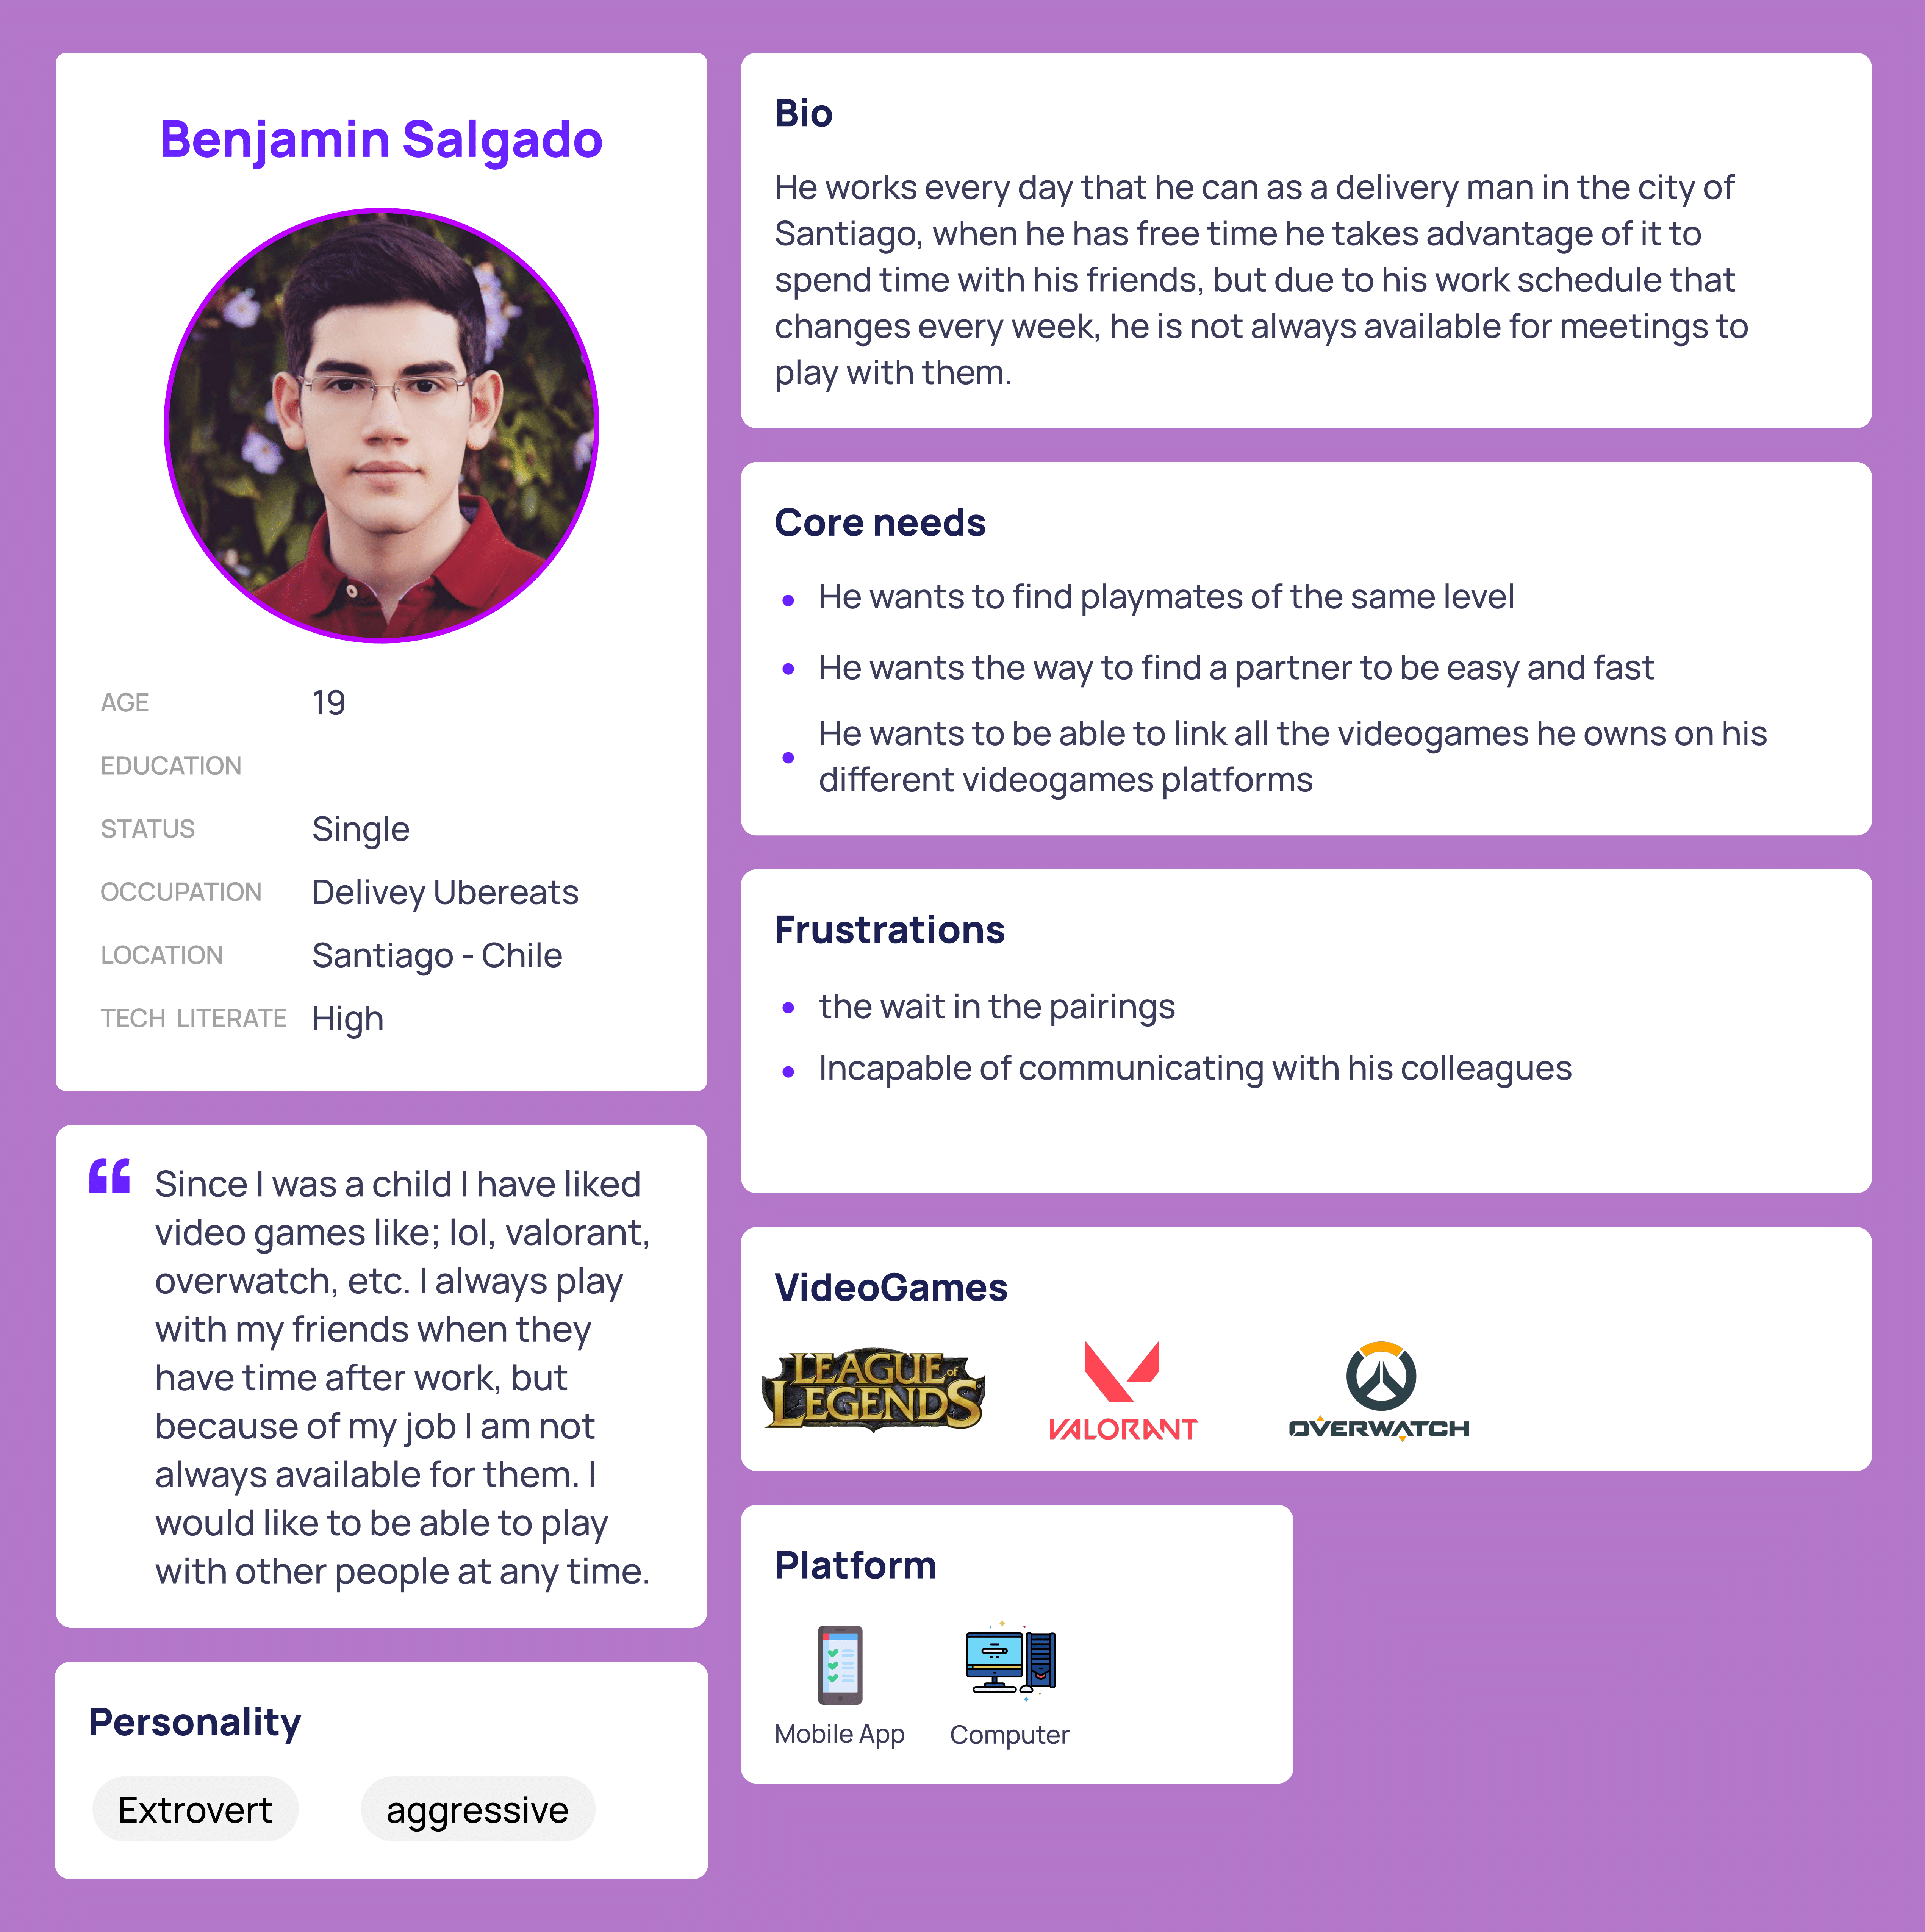 Benjamin Salgado
AGE 19
EDUCATION
STATUS Single
OCCUPATION Delivey Ubereats
LOCATION Santiago - Chile
TECH LITERATE High
“ Since I was a child I have liked
video games like; lol, valorant,
overwatch, etc. I always play
with my friends when they
have time after work, but
because of my job I am not
always available for them. I
would like to be able to play
with other people at any time.
Personality
Extrovert aggressive
Bio
He works every day that he can as a delivery man in the city of
Santiago, when he has free time he takes advantage of it to
spend time with his friends, but due to his work schedule that
changes every week, he is not always available for meetings to
play with them.
Core needs
• He wants to find playmates of the same level
• He wants the way to find a partner to be easy and fast
• He wants to be able to link all the videogames he owns on his
different videogames platforms
Frustrations
• the wait in the pairings
• Incapable of communicating with his colleagues
VideoGames
LEAGUE of
LEGENDS
VALORANT
OVERWATCH
Platform
Mobile App Computer